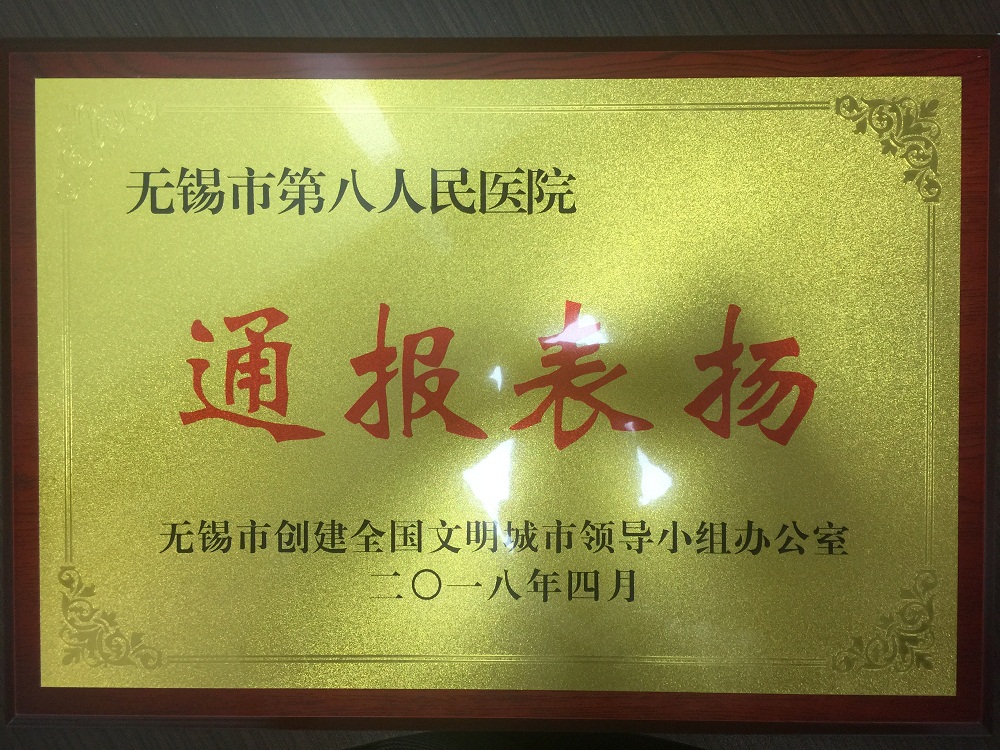 无锡市第八人民医院
通报表扬
无锡市创建全国文明城市领导小组办公室
二〇一八年四月